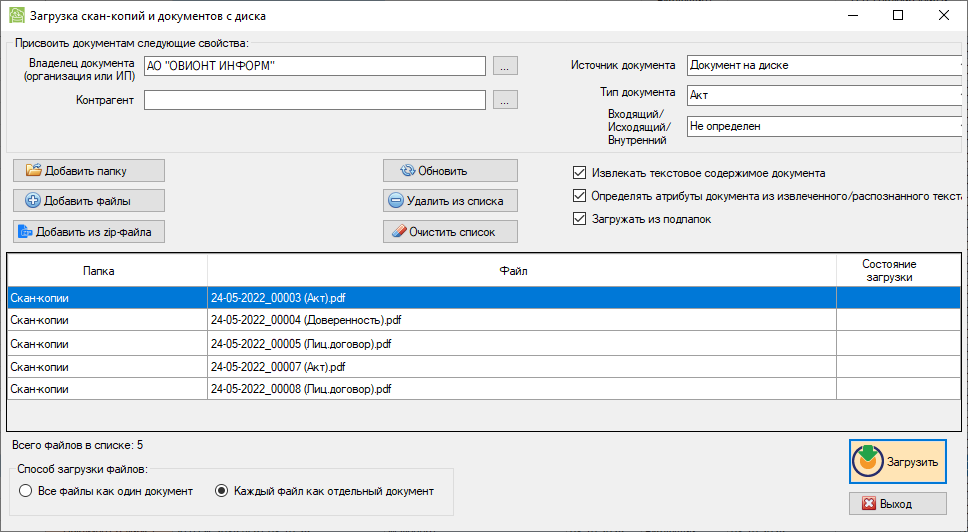 Загрузка скан-копий и документов с диска
Присвоить документам следующие свойства:
Владелец документа
(организация или ИП)
АО "ОВИОНТ ИНФОРМ"
...
Контрагент
...
Источник документа
Документ на диске
Тип документа
Акт
Входящий/
Исходящий/
Внутренний
Не определен
Добавить папку
Обновить
Извлекать текстовое содержимое документа
Добавить файлы
Удалить из списка
Определять атрибуты документа из извлеченного/распознанного текста
Добавить из zip-файла
Очистить список
Загружать из подпапок
Папка
Файл
Состояние
загрузки
Скан-копии
24-05-2022_00003 (Акт).pdf
Скан-копии
24-05-2022_00004 (Доверенность).pdf
Скан-копии
24-05-2022_00005 (Лиц.договор).pdf
Скан-копии
24-05-2022_00007 (Акт).pdf
Скан-копии
24-05-2022_00008 (Лиц.договор).pdf
Всего файлов в списке: 5
Способ загрузки файлов:
Все файлы как один документ
Каждый файл как отдельный документ
Загрузить
Выход